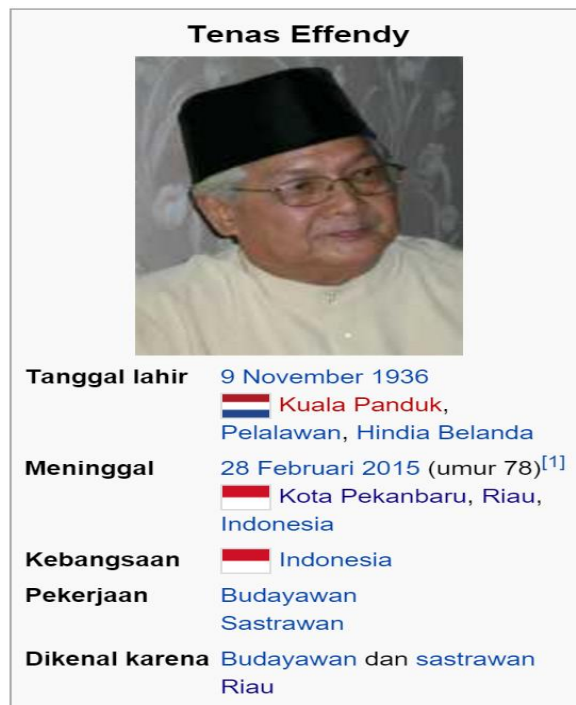 Tenas Effendy
Tanggal lahir 9 November 1936
Kuala Panduk,
Pelalawan, Hindia Belanda
Meninggal 28 Februari 2015 (umur 78)[1]
Kota Pekanbaru, Riau,
Indonesia
Kebangsaan Indonesia
Pekerjaan Budayawan
Sastrawan
Dikenal karena Budayawan dan sastrawan
Riau